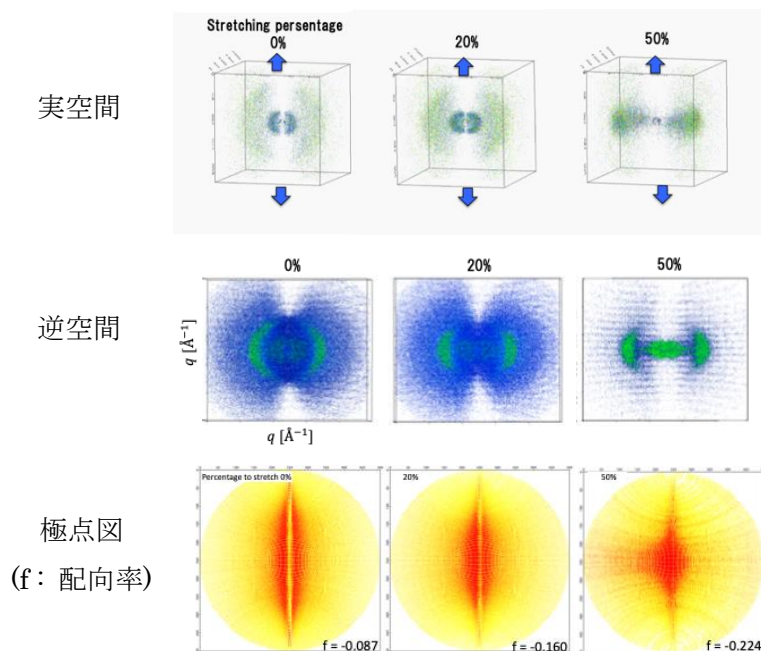 Stretching persentage
0%
20%
50%
実空間
0%
20%
50%
逆空間
q [Å⁻¹]
q [Å⁻¹]
Percentage to stretch 0%
20%
50%
極点図
(f : 配向率)
f = -0.087
f = -0.160
f = -0.224